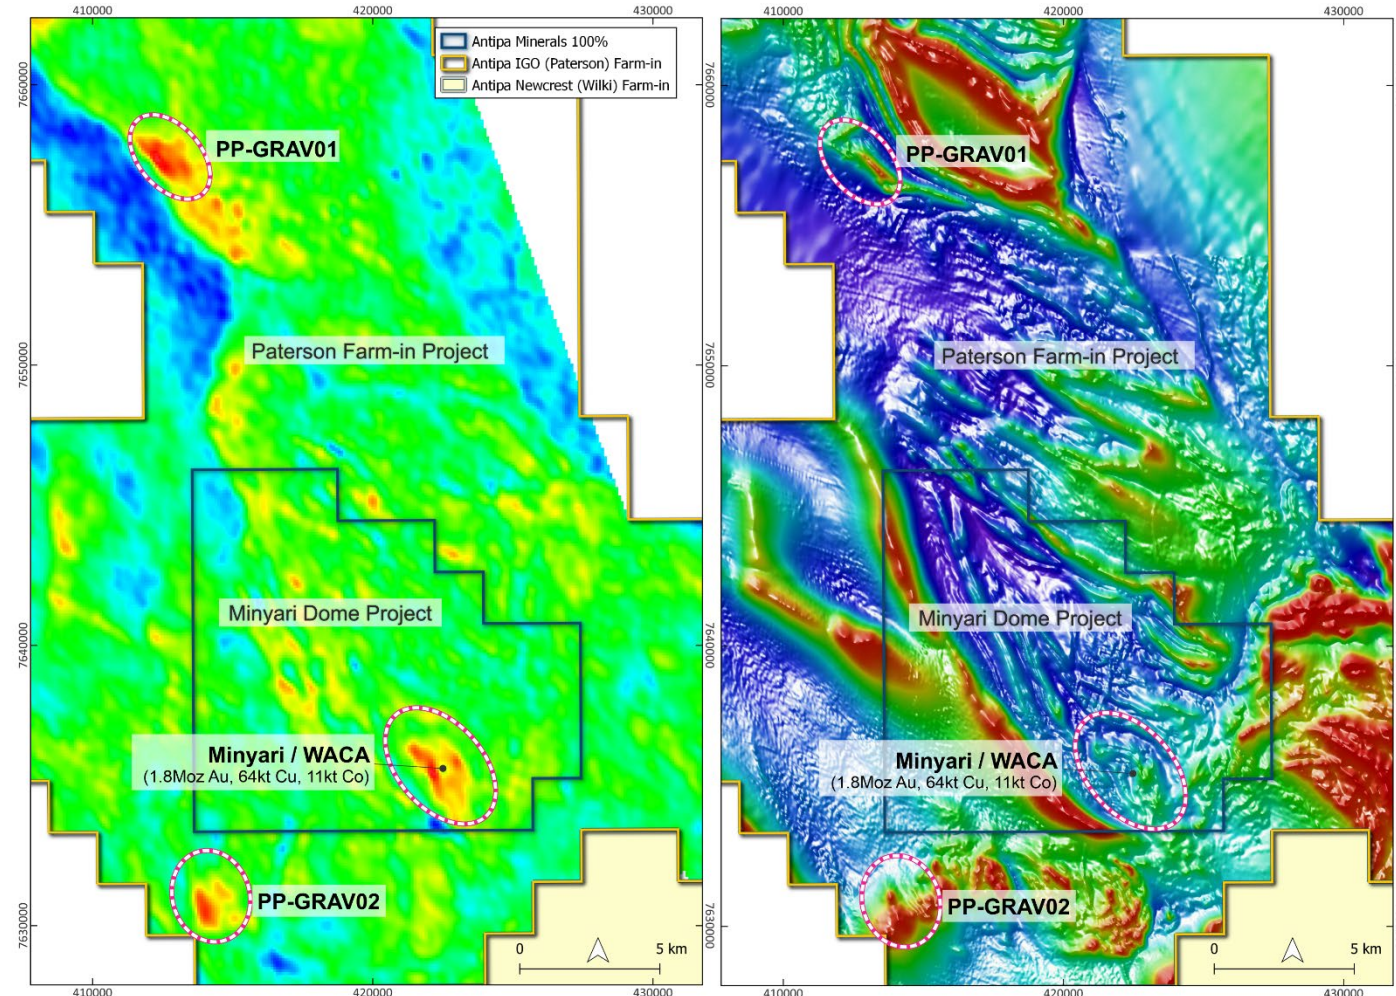 410000
420000
430000
Antipa Minerals 100%
Antipa IGO (Paterson) Farm-in
Antipa Newcrest (Wilki) Farm-in
7660000
PP-GRAV01
Paterson Farm-in Project
7650000
Minyari Dome Project
7640000
Minyari / WACA
(1.8Moz Au, 64kt Cu, 11kt Co)
PP-GRAV02
7630000
0
5 km
410000
420000
430000
410000
420000
430000
7660000
7660000
PP-GRAV01
Paterson Farm-in Project
7650000
7650000
Minyari Dome Project
7640000
7640000
Minyari / WACA
(1.8Moz Au, 64kt Cu, 11kt Co)
PP-GRAV02
7630000
7630000
0
5 km
410000
420000
430000